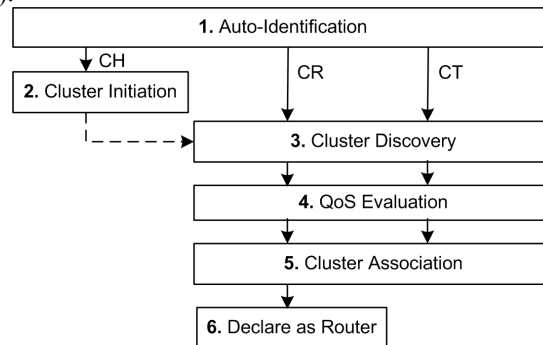 ).
1. Auto-Identification
CH
CR
CT
2. Cluster Initiation
3. Cluster Discovery
4. QoS Evaluation
5. Cluster Association
6. Declare as Router